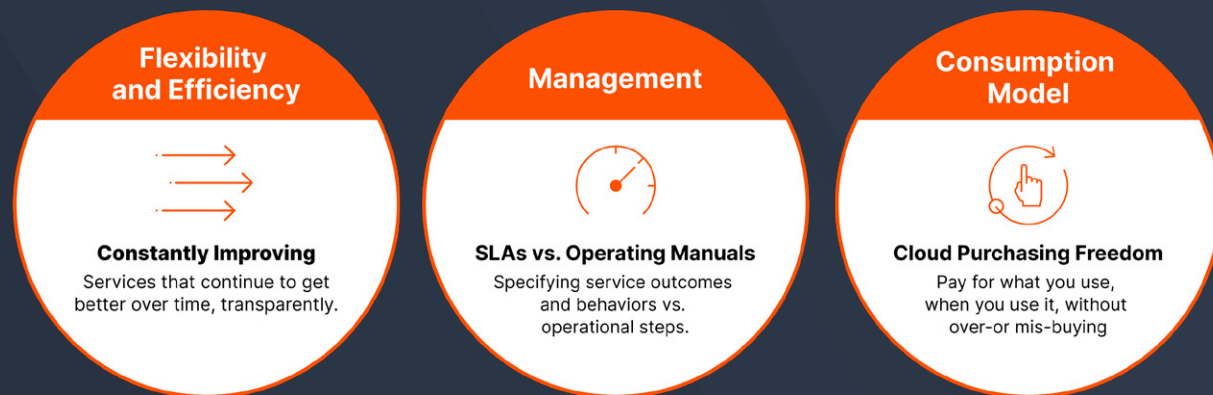 Flexibility
and Efficiency
Constantly Improving
Services that continue to get
better over time, transparently.
Management
SLAs vs. Operating Manuals
Specifying service outcomes
and behaviors vs.
operational steps.
Consumption
Model
Cloud Purchasing Freedom
Pay for what you use,
when you use it, without
over-or mis-buying